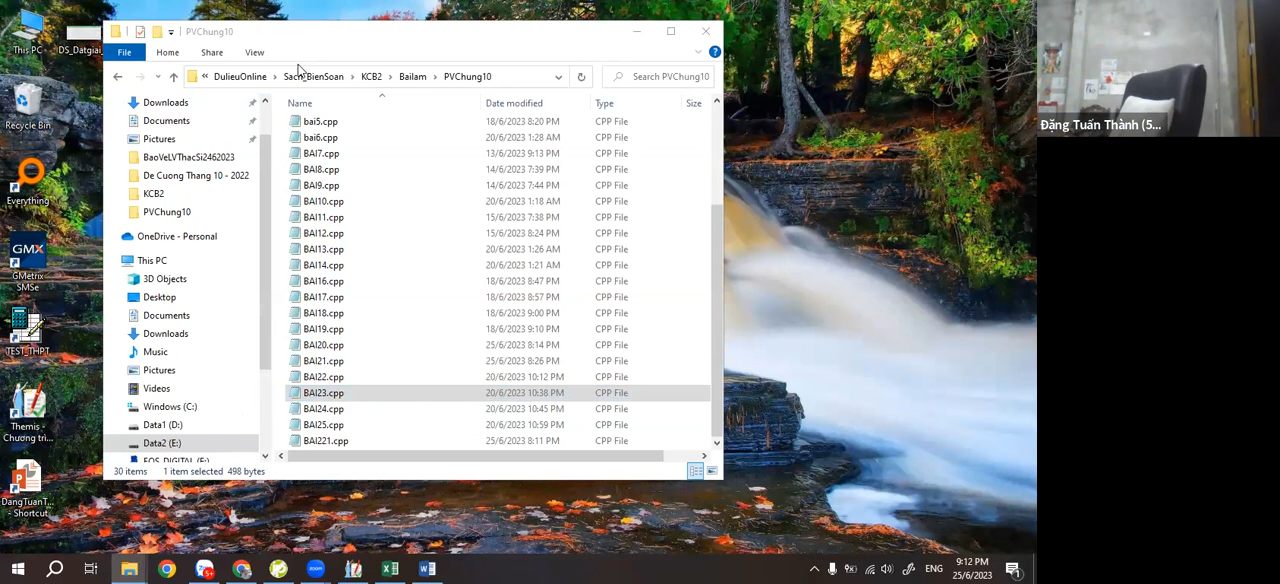 This PC
DS_Datgiai
Recycle Bin
Everything
GMX
GMetrix
SMSe
TEST_THPT
Themis -
Chương trì...
DangTuanT...
- Shortcut
PVChung10
File
Home
Share
View
« DulieuOnline › SachBienSoan › KCB2 › Bailam › PVChung10
Search PVChung10
Downloads
Documents
Pictures
BaoVeLVThacSi2462023
De Cuong Thang 10 - 2022
KCB2
PVChung10
OneDrive - Personal
This PC
3D Objects
Desktop
Documents
Downloads
Music
Pictures
Videos
Windows (C:)
Data1 (D:)
Data2 (E:)
EOS_DIGITAL (F:)
Name Date modified Type Size
bai5.cpp 18/6/2023 8:20 PM CPP File
bai6.cpp 20/6/2023 1:28 AM CPP File
BAI7.cpp 13/6/2023 9:13 PM CPP File
BAI8.cpp 14/6/2023 7:39 PM CPP File
BAI9.cpp 14/6/2023 7:44 PM CPP File
BAI10.cpp 20/6/2023 1:18 AM CPP File
BAI11.cpp 15/6/2023 7:38 PM CPP File
BAI12.cpp 15/6/2023 8:24 PM CPP File
BAI13.cpp 20/6/2023 1:26 AM CPP File
BAI14.cpp 20/6/2023 1:21 AM CPP File
BAI16.cpp 18/6/2023 8:47 PM CPP File
BAI17.cpp 18/6/2023 8:57 PM CPP File
BAI18.cpp 18/6/2023 9:00 PM CPP File
BAI19.cpp 18/6/2023 9:10 PM CPP File
BAI20.cpp 25/6/2023 8:14 PM CPP File
BAI21.cpp 25/6/2023 8:26 PM CPP File
BAI22.cpp 20/6/2023 10:12 PM CPP File
BAI23.cpp 20/6/2023 10:38 PM CPP File
BAI24.cpp 20/6/2023 10:45 PM CPP File
BAI25.cpp 20/6/2023 10:59 PM CPP File
BAI221.cpp 25/6/2023 8:11 PM CPP File
30 items 1 item selected 498 bytes
Đặng Tuấn Thành (5...
5+
zoom
ENG
9:12 PM
25/6/2023
1